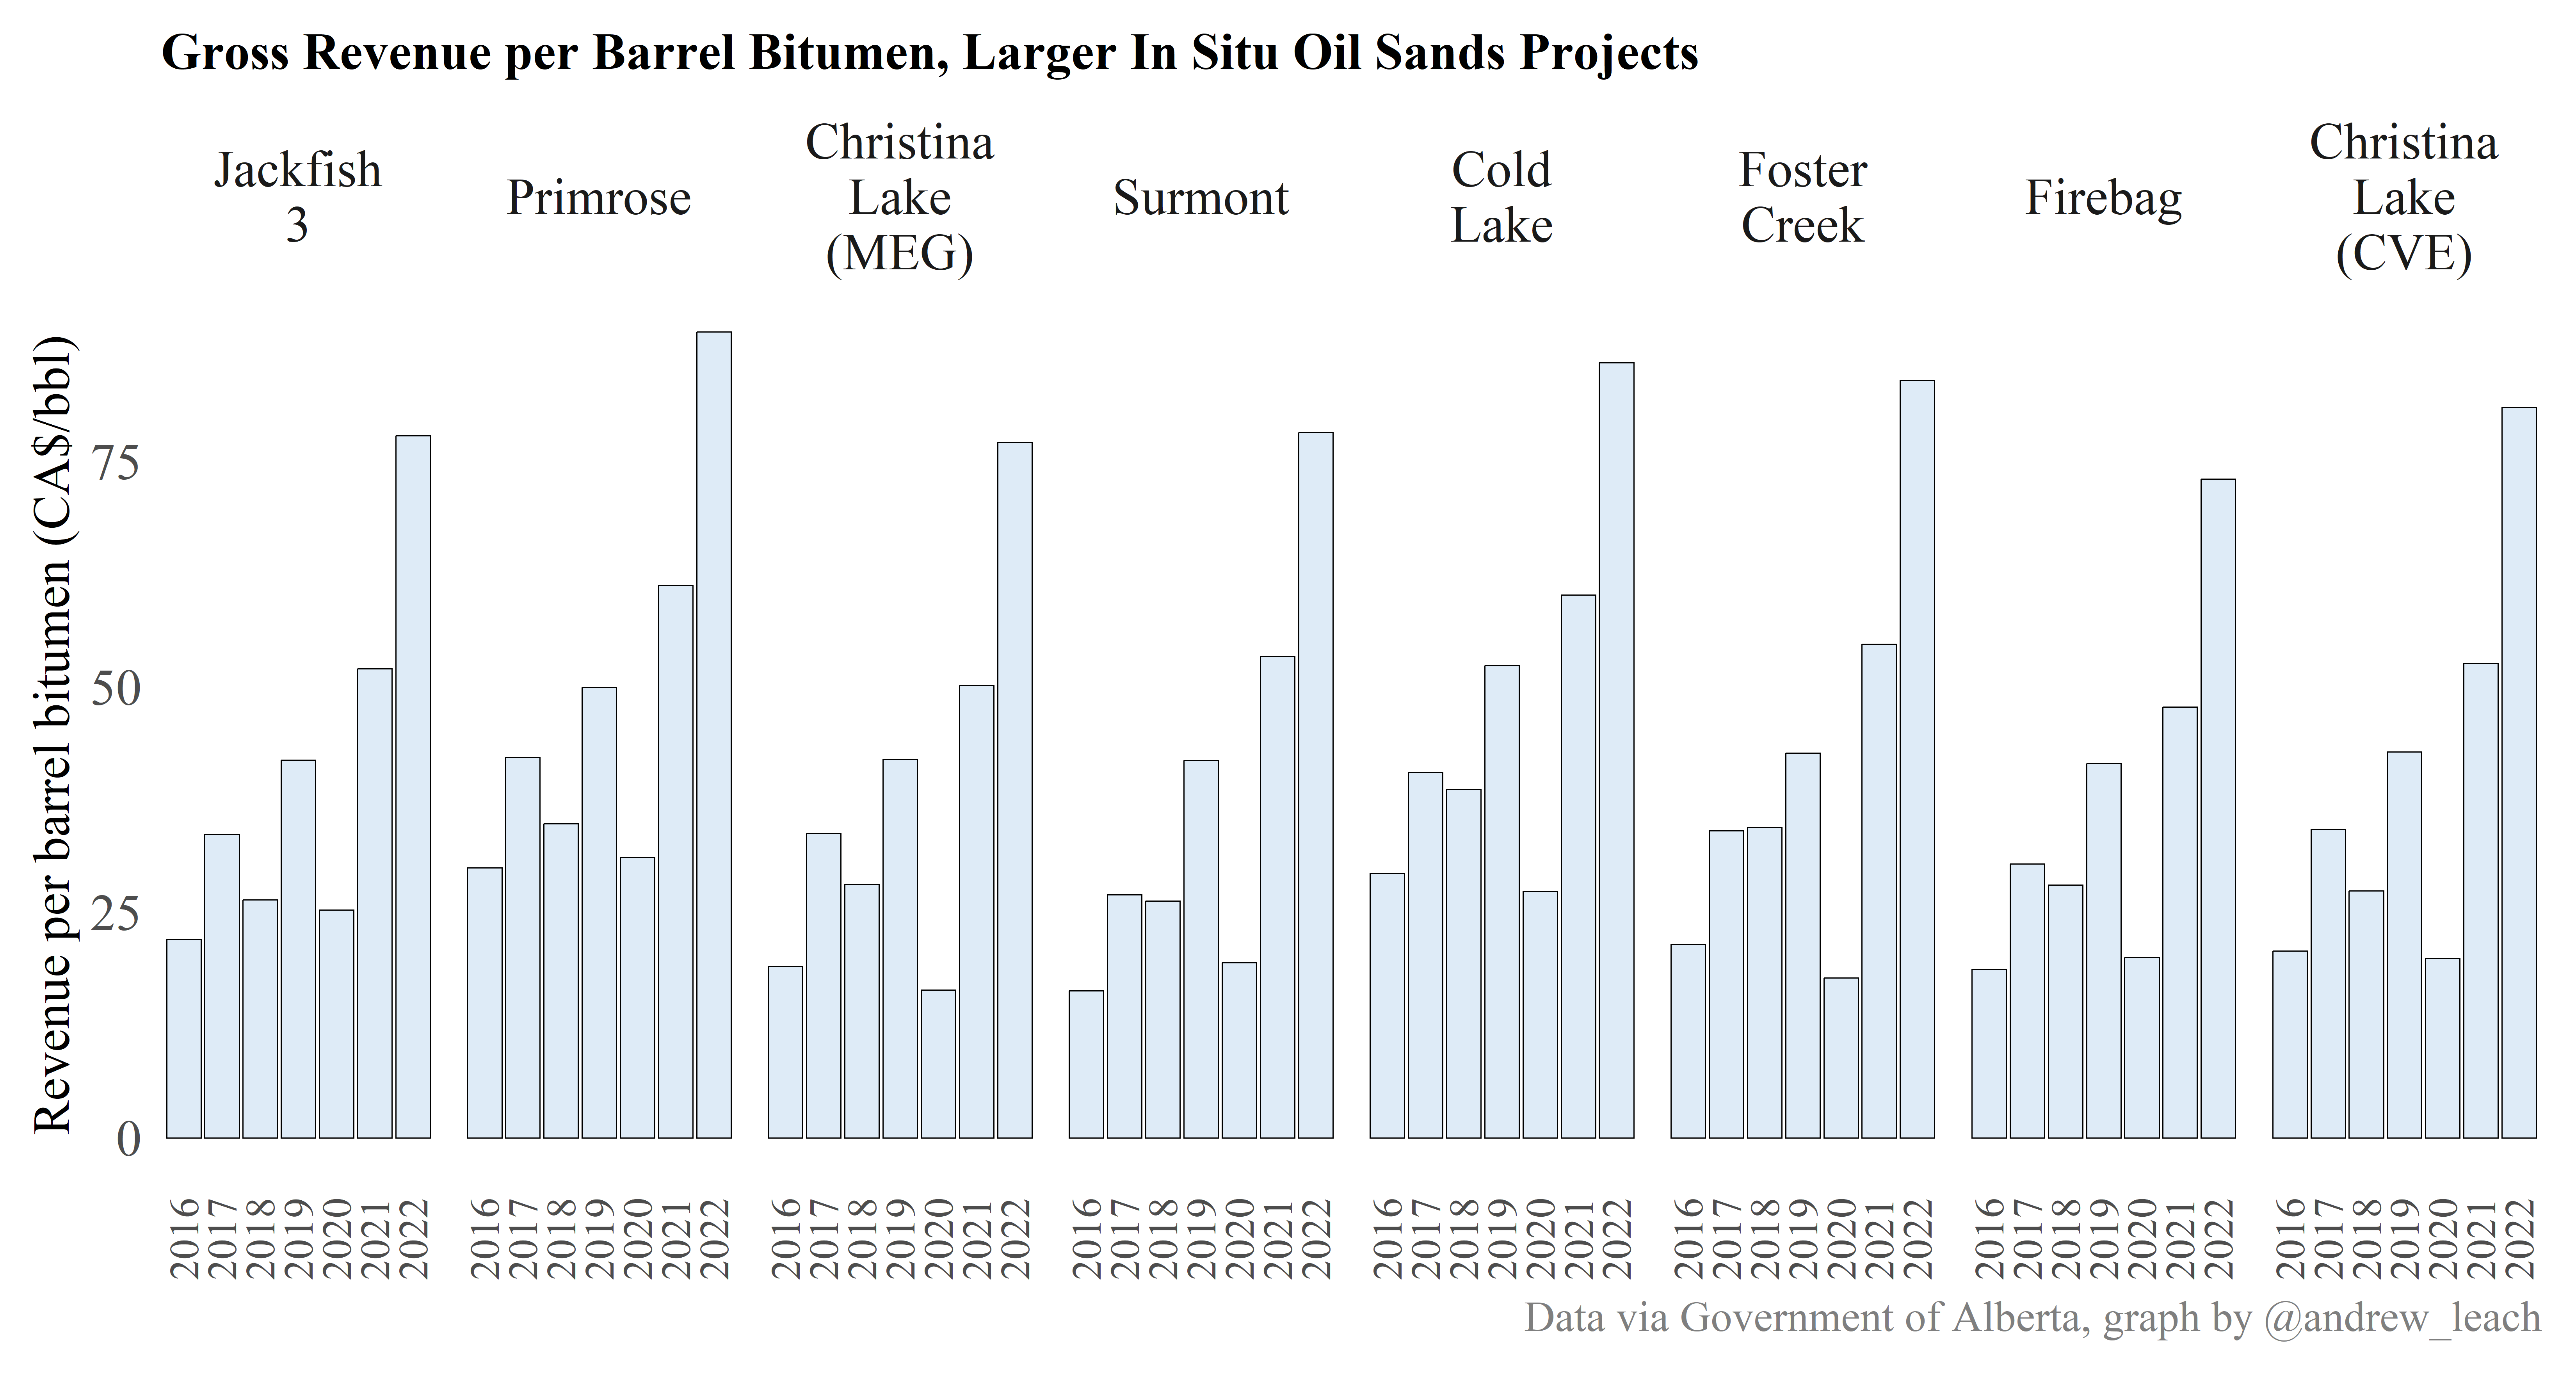 Gross Revenue per Barrel Bitumen, Larger In Situ Oil Sands Projects
Jackfish
3
Primrose
Christina
Lake
(MEG)
Surmont
Cold
Lake
Foster
Creek
Firebag
Christina
Lake
(CVE)
Revenue per barrel bitumen (CA$/bbl)
75
50
25
0
2016 2017 2018 2019 2020 2021 2022
2016 2017 2018 2019 2020 2021 2022
2016 2017 2018 2019 2020 2021 2022
2016 2017 2018 2019 2020 2021 2022
2016 2017 2018 2019 2020 2021 2022
2016 2017 2018 2019 2020 2021 2022
2016 2017 2018 2019 2020 2021 2022
2016 2017 2018 2019 2020 2021 2022
Data via Government of Alberta, graph by @andrew_leach